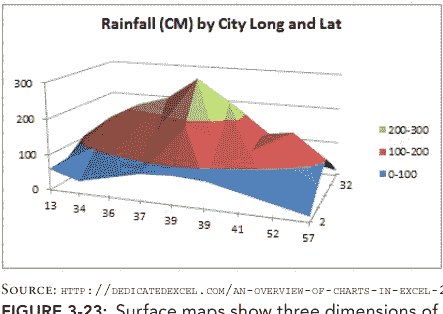 Rainfall (CM) by City Long and Lat
300
200
100
0
13 34 36 37 39 39 41 52 57
2
32
200-300
100-200
0-100
SOURCE: HTTP://DEDICATEDEXCEL.COM/AN-OVERVIEW-OF-CHARTS-IN-EXCEL-2
FIGURE 3-23: Surface maps show three dimensions of